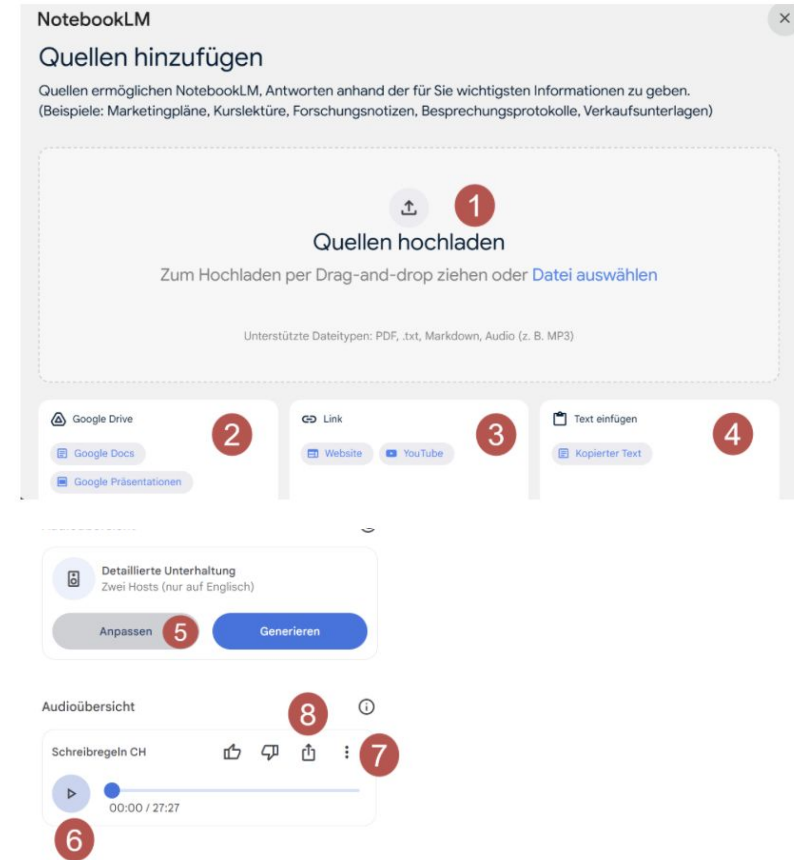 NotebookLM
Quellen hinzufügen
Quellen ermöglichen NotebookLM, Antworten anhand der für Sie wichtigsten Informationen zu geben.
(Beispiele: Marketingpläne, Kurslektüre, Forschungsnotizen, Besprechungsprotokolle, Verkaufsunterlagen)
1
Quellen hochladen
Zum Hochladen per Drag-and-drop ziehen oder Datei auswählen
Unterstützte Dateitypen: PDF, .txt, Markdown, Audio (z. B. MP3)
Google Drive
2
Google Docs
Google Präsentationen
Link
3
Website YouTube
Text einfügen
4
Kopierter Text
Detaillierte Unterhaltung
Zwei Hosts (nur auf Englisch)
Anpassen 5 Generieren
Audioübersicht
8
Schreibregeln CH
7
00:00 / 27:27
6